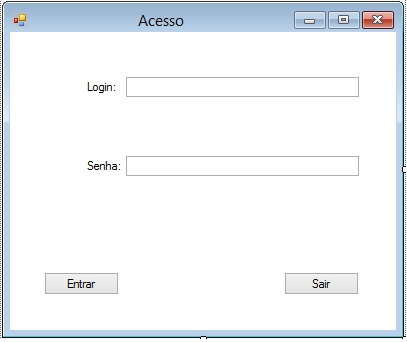 Acesso
Login:
Senha:
Entrar Sair